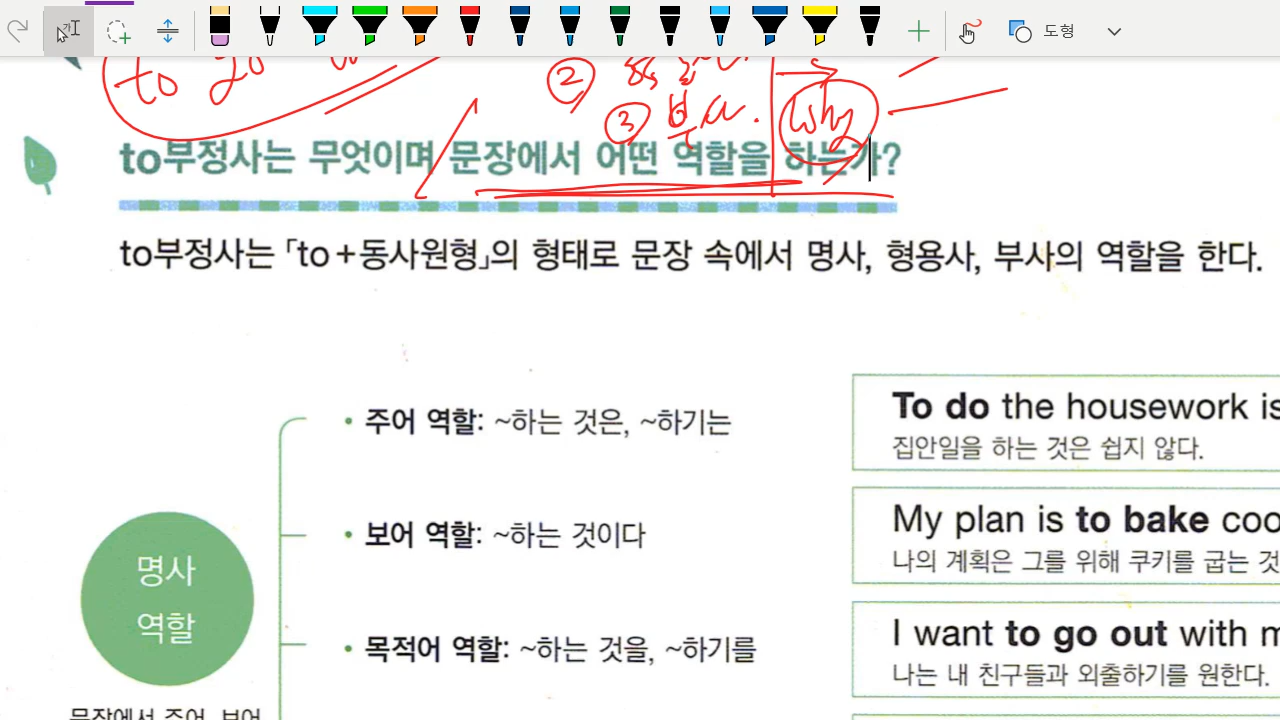 도형
to go
②
③ 부사.
why
to부정사는 무엇이며 문장에서 어떤 역할을 하는까?
to부정사는 「to+동사원형」의 형태로 문장 속에서 명사, 형용사, 부사의 역할을 한다.
• 주어 역할: ~하는 것은, ~하기는
To do the housework is
집안일을 하는 것은 쉽지 않다.
• 보어 역할: ~하는 것이다
My plan is to bake coo
나의 계획은 그를 위해 쿠키를 굽는 것
명사
역할
• 목적어 역할: ~하는 것을, ~하기를
I want to go out with m
나는 내 친구들과 외출하기를 원한다.
문장에서 주어, 보어